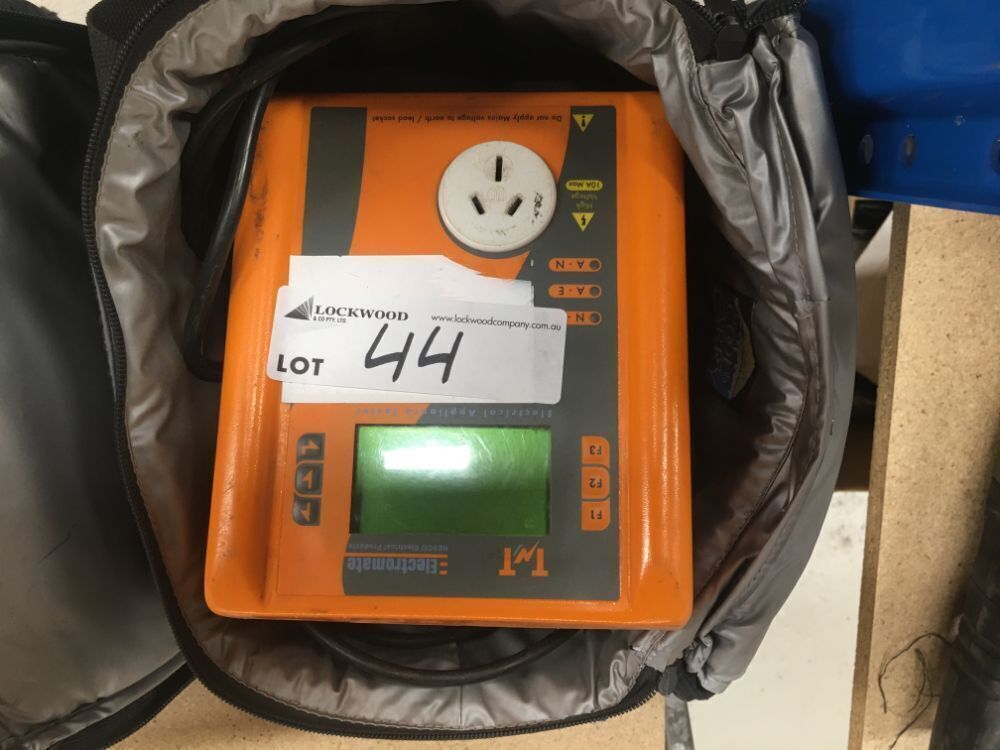 LOCKWOOD
& CO PTY. LTD.
www.lockwoodcompany.com.au
LOT 44
TnT
Electromate
RESCO Electrical Products
F1
F2
F3
Electrical Appliance Tester
N -
A - E
A - N
High
Voltage
10A Max
Do not apply Mains voltage to earth / lead socket